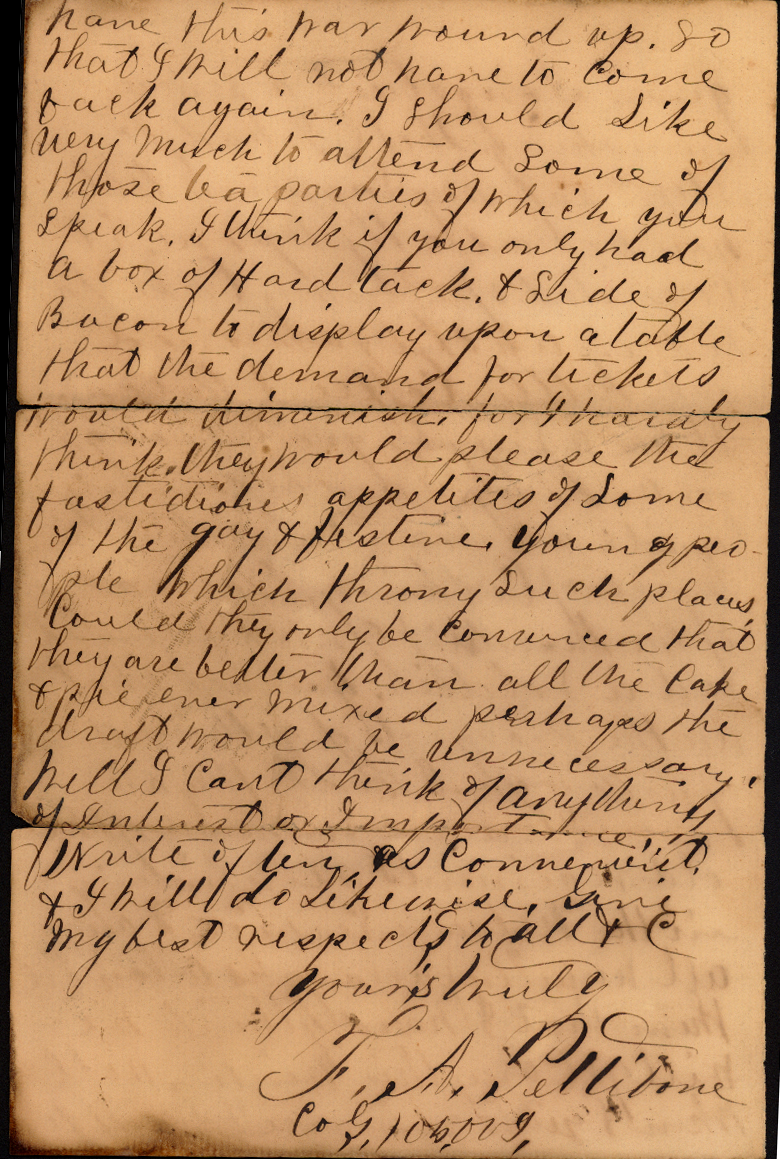 have this war wound up. So
that I will not have to Come
back again. I should Like
very much to attend Some of
those tea parties of which you
speak. I think if you only had
a box of Hard tack. & Side of
Bacon to display upon a table
that the demand for tickets
would diminish. for I hardly
think they would please the
fastidious appetites of Some
of the gay & festive. young peo-
ple which throng such places,
Could they only be convinced that
they are better than all the Cake
& pie ever mixed perhaps the
draft would be unnecessary.
Well I Can't think of anything
of Interest or Importance
Write often as Convenient.
& I will do Likewise. Give
My best respects to all & C
Your's truly
F. A. Pettibone
Co G, 105, O V I,